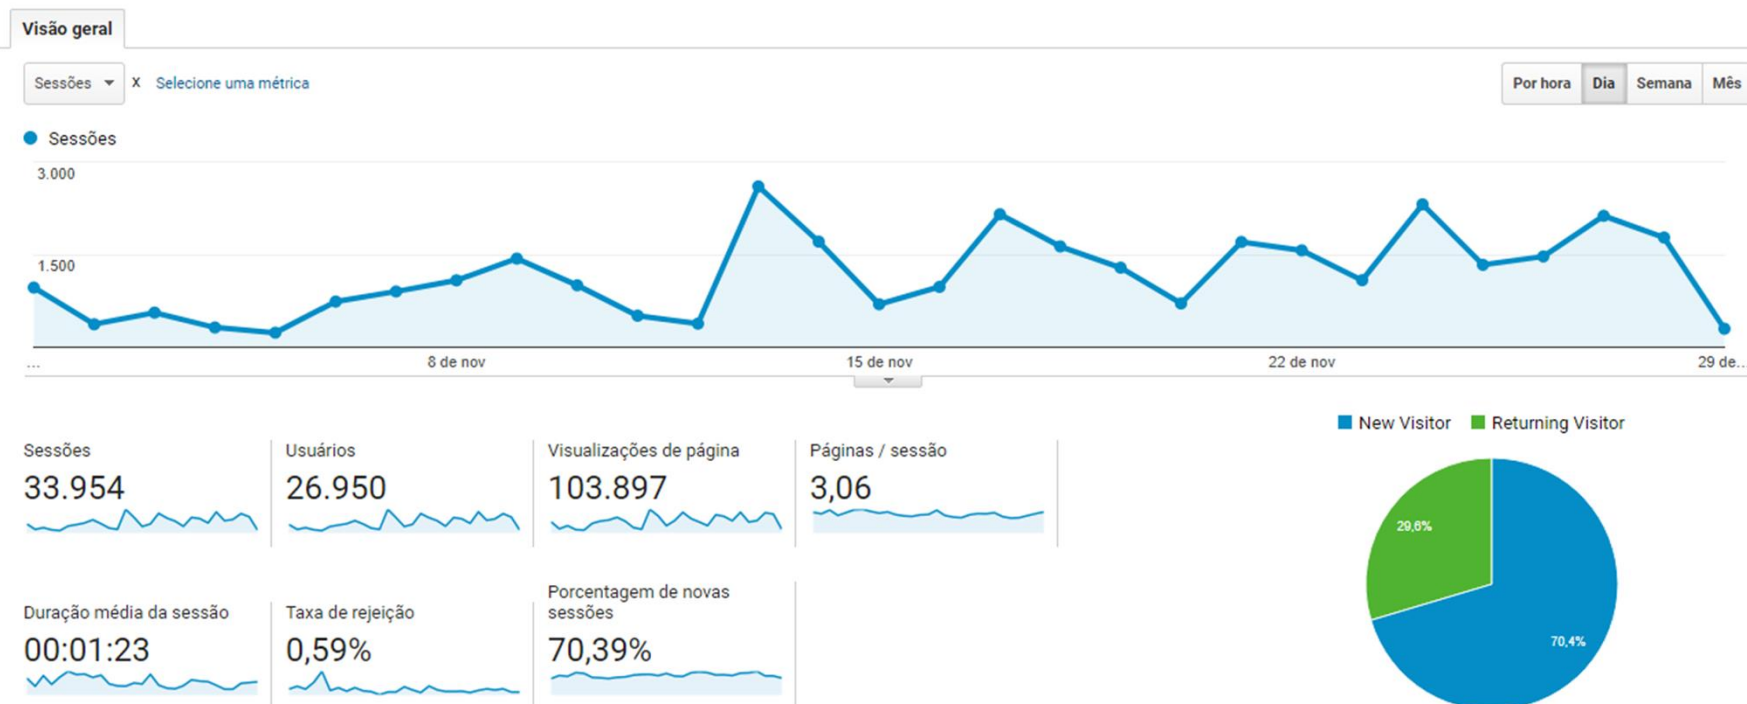 Visão geral
Sessões x Selecione uma métrica
Por hora Dia Semana Mês
Sessões
3.000
1.500
... 8 de nov 15 de nov 22 de nov 29 de...
New Visitor Returning Visitor
Sessões Usuários Visualizações de página Páginas / sessão
33.954 26.950 103.897 3,06
29,6%
70,4%
Porcentagem de novas
Duração média da sessão Taxa de rejeição sessões
00:01:23 0,59% 70,39%